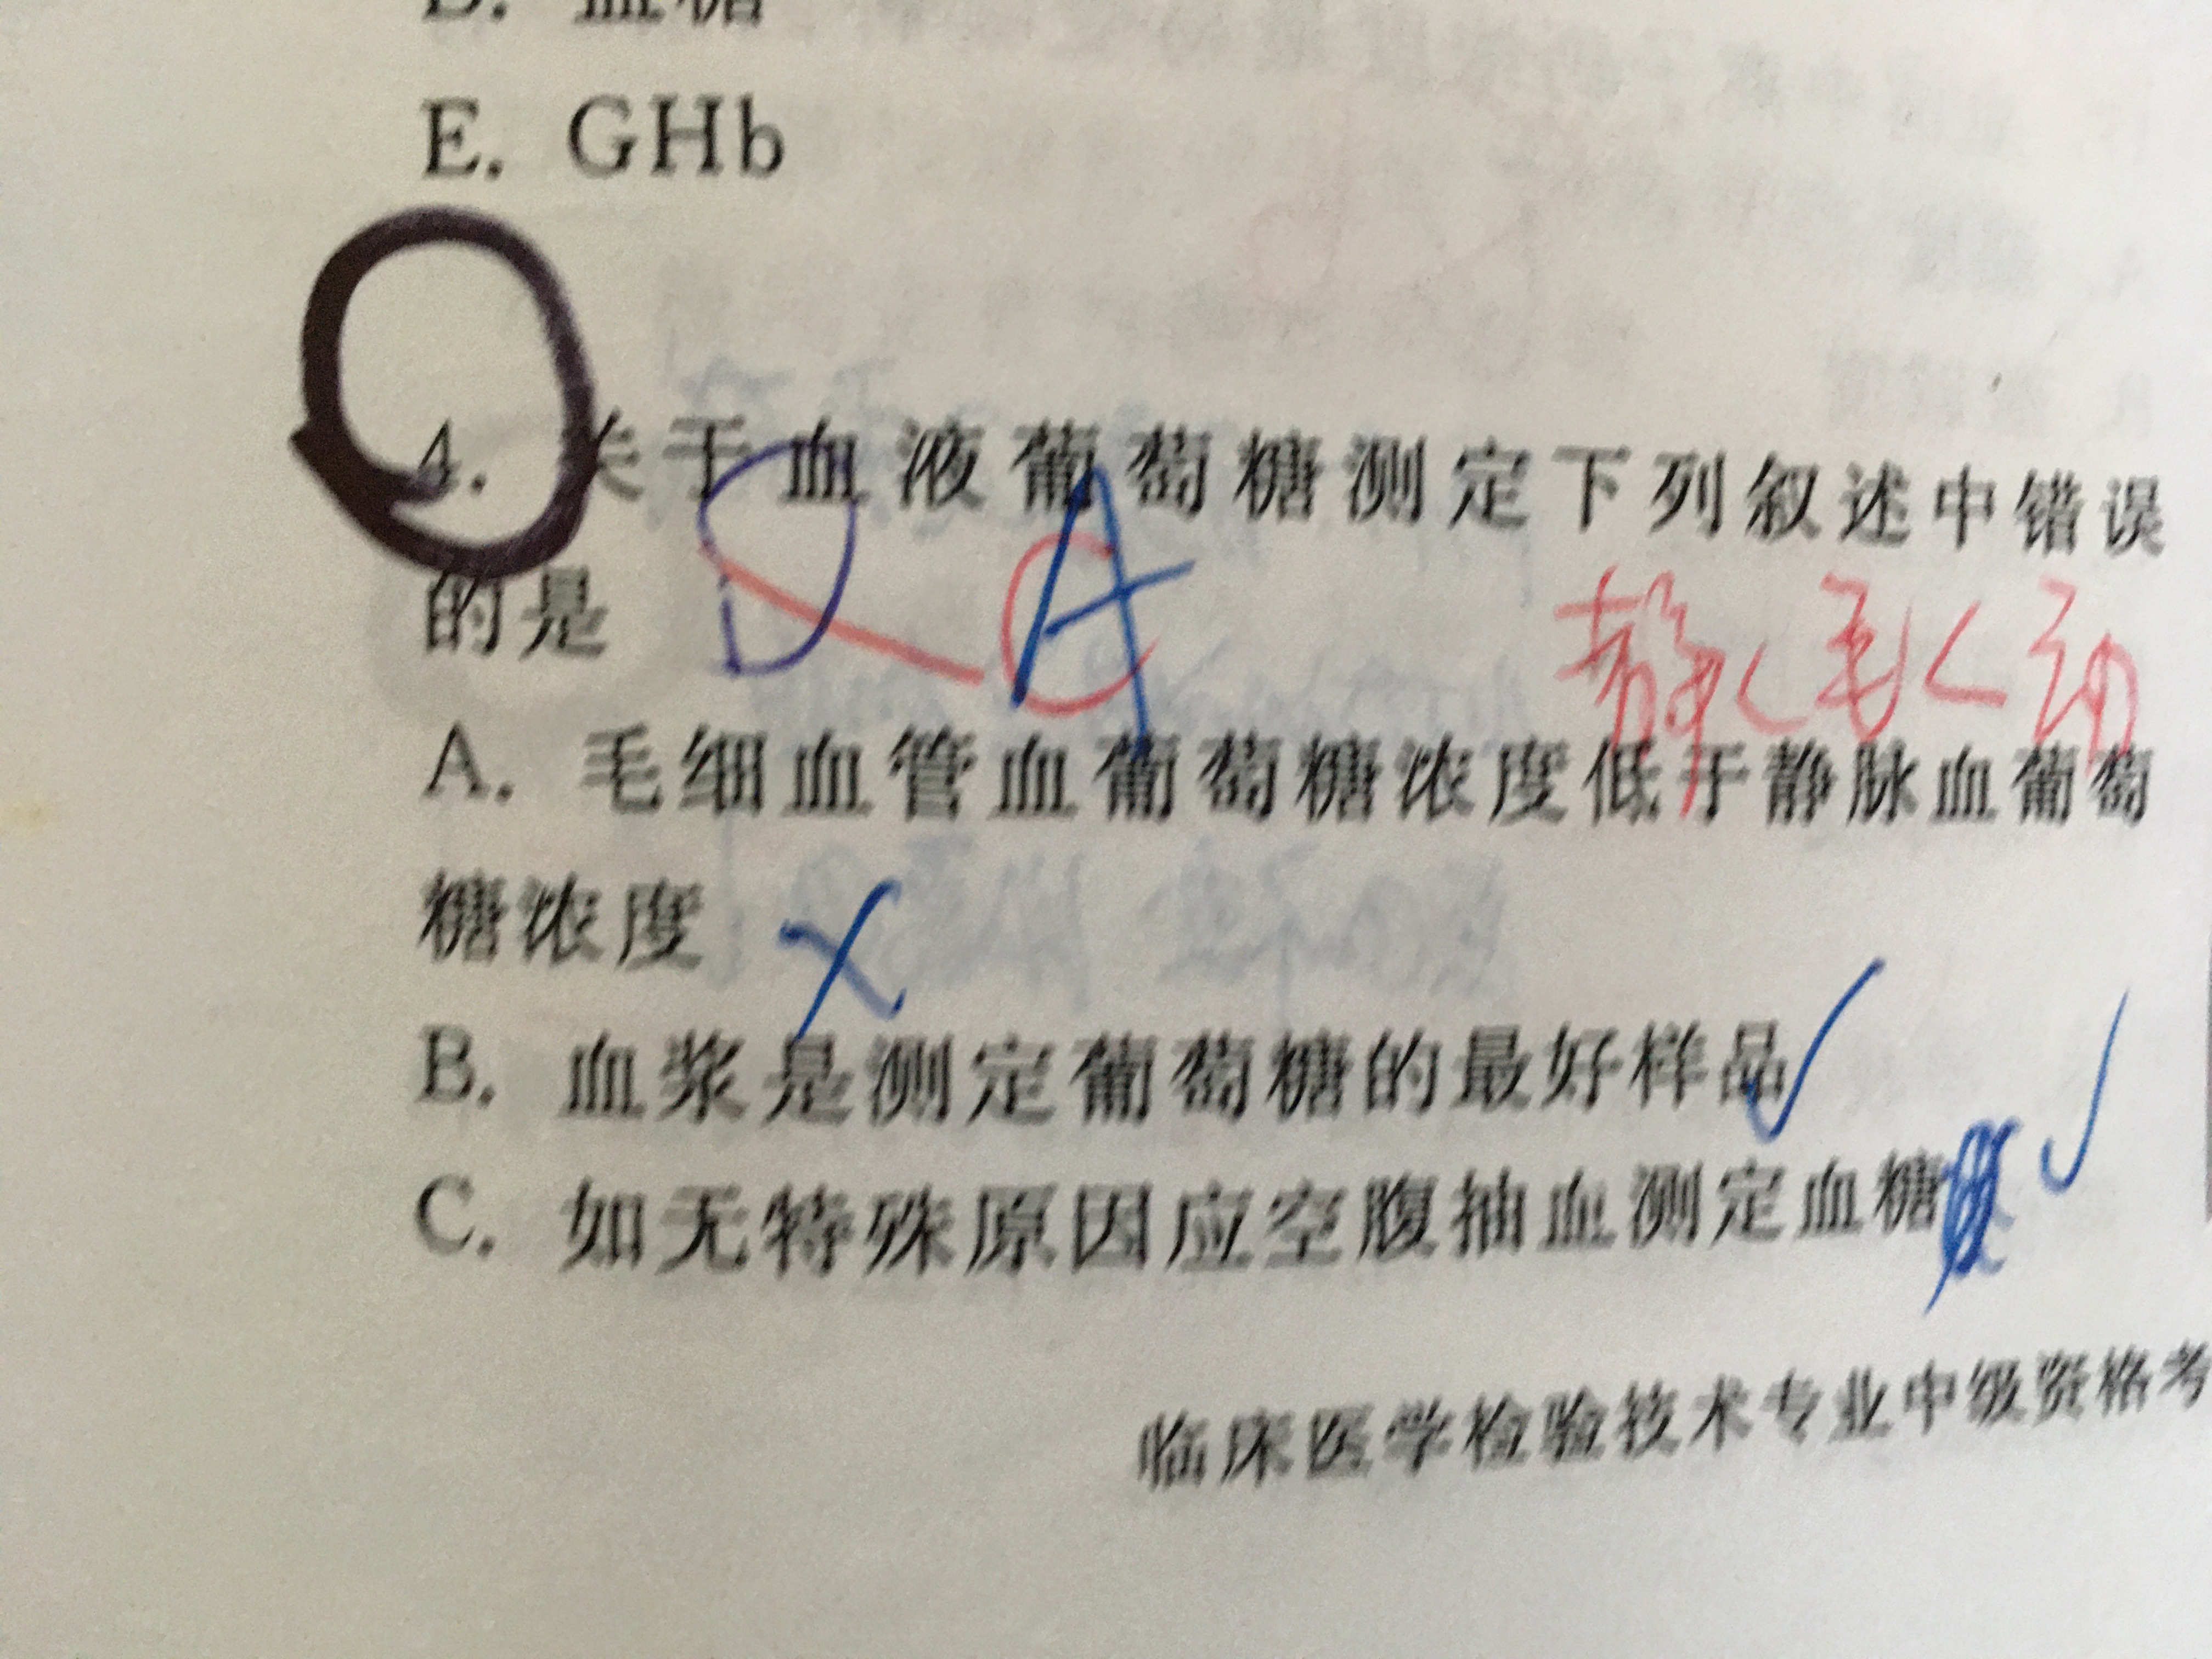 E. GHb
4. 关于血液葡萄糖测定下列叙述中错误
的是
A
静<毛<动
A. 毛细血管血葡萄糖浓度低于静脉血葡萄
糖浓度 ×
B. 血浆是测定葡萄糖的最好样品 √
C. 如无特殊原因应空腹抽血测定血糖 √
临床医学检验技术专业中级资格考